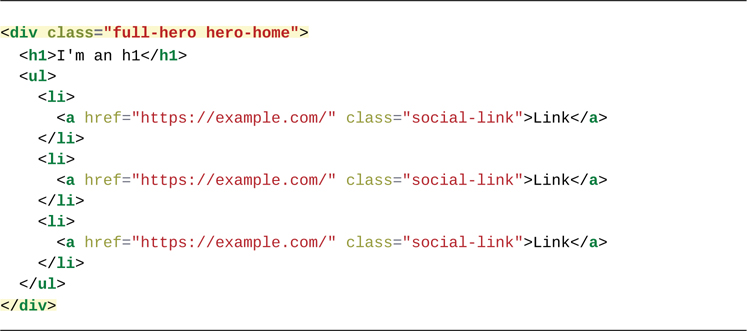 <div class="full-hero hero-home">
  <h1>I'm an h1</h1>
  <ul>
    <li>
      <a href="https://example.com/" class="social-link">Link</a>
    </li>
    <li>
      <a href="https://example.com/" class="social-link">Link</a>
    </li>
    <li>
      <a href="https://example.com/" class="social-link">Link</a>
    </li>
  </ul>
</div>